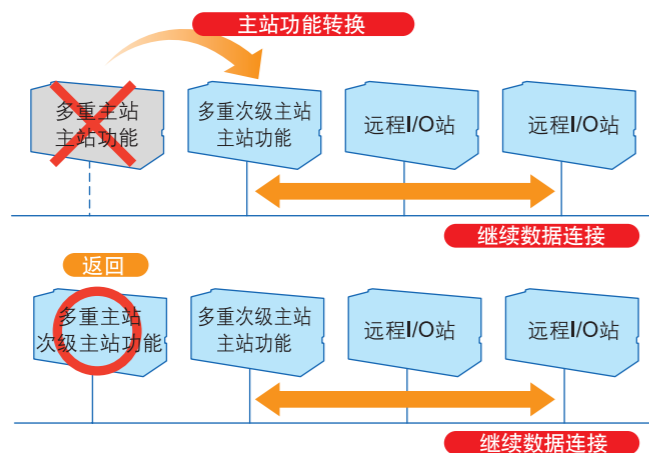 主站功能转换
多重主站
主站功能
多重次级主站
主站功能
远程I/O站
远程I/O站
继续数据连接
返回
多重主站
次级主站功能
多重次级主站
主站功能
远程I/O站
远程I/O站
继续数据连接